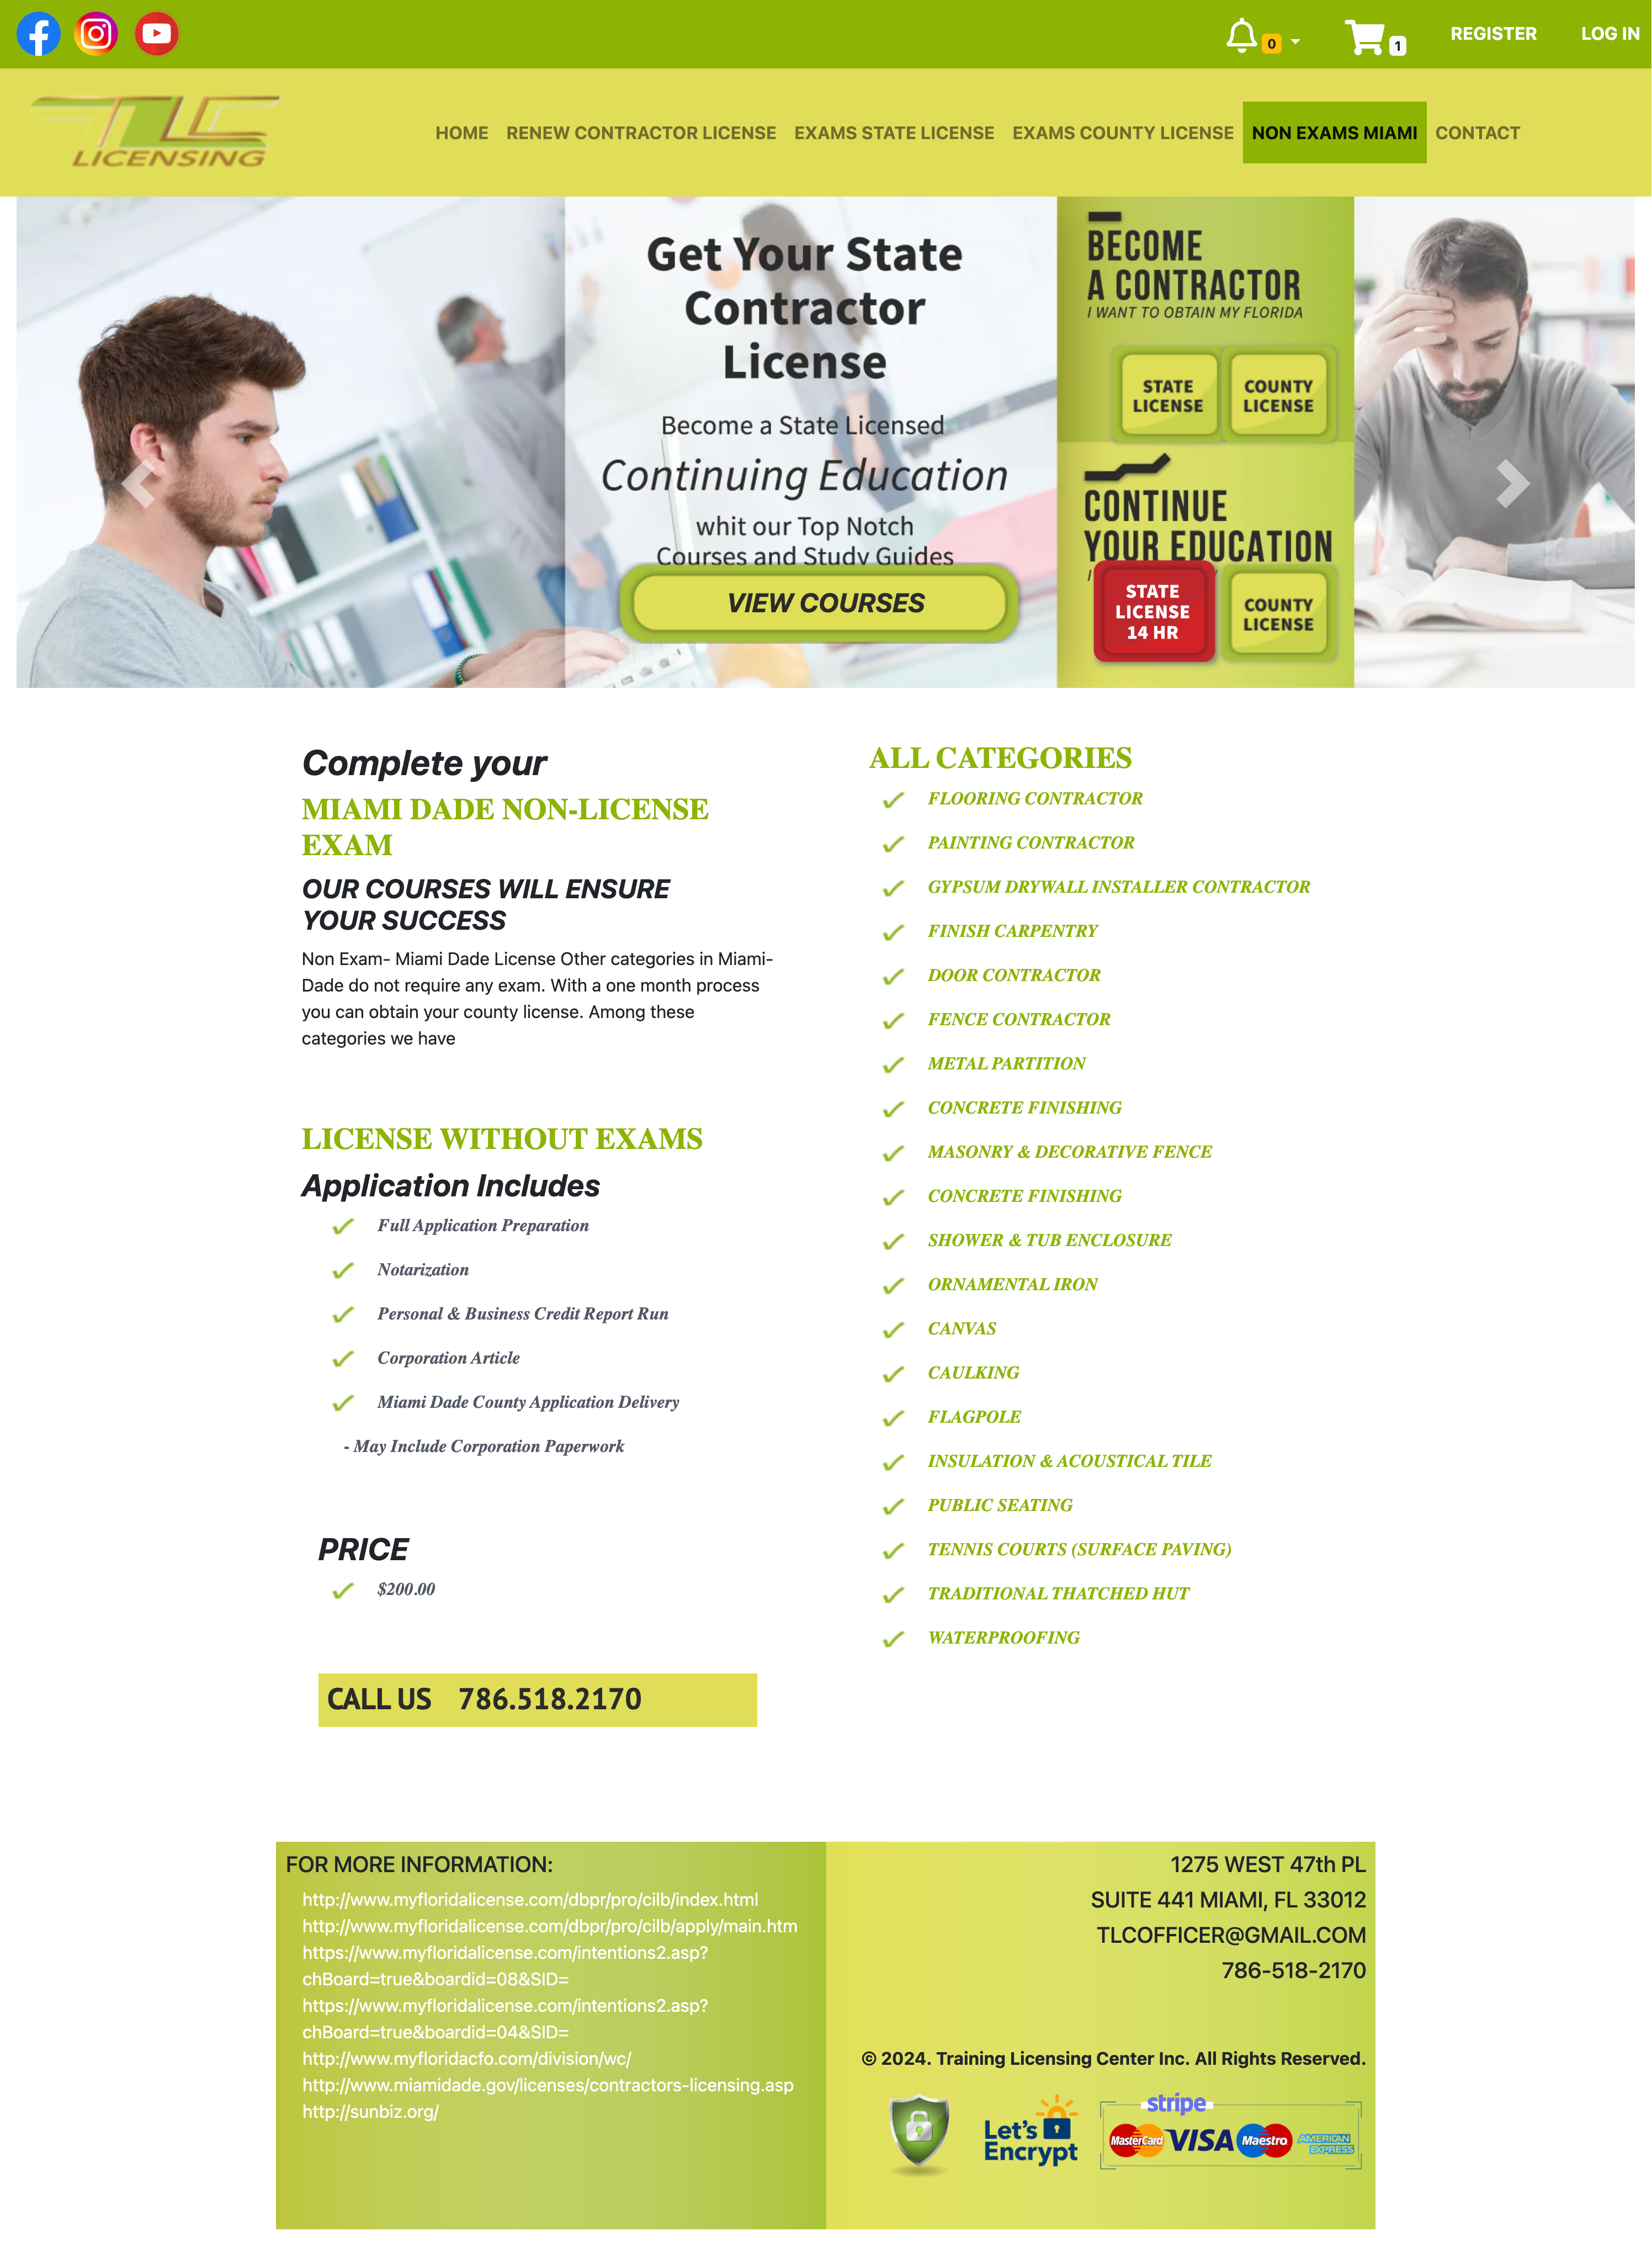 0
1
REGISTER
LOG IN
TLC
LICENSING
HOME
RENEW CONTRACTOR LICENSE
EXAMS STATE LICENSE
EXAMS COUNTY LICENSE
NON EXAMS MIAMI
CONTACT
Get Your State
Contractor
License
Become a State Licensed
Continuing Education
whit our Top Notch
Courses and Study Guides
VIEW COURSES
BECOME
A CONTRACTOR
I WANT TO OBTAIN MY FLORIDA
STATE
LICENSE
COUNTY
LICENSE
CONTINUE
YOUR EDUCATION
STATE
LICENSE
14 HR
COUNTY
LICENSE
Complete your
MIAMI DADE NON-LICENSE
EXAM
OUR COURSES WILL ENSURE
YOUR SUCCESS
Non Exam- Miami Dade License Other categories in Miami-
Dade do not require any exam. With a one month process
you can obtain your county license. Among these
categories we have
LICENSE WITHOUT EXAMS
Application Includes
Full Application Preparation
Notarization
Personal & Business Credit Report Run
Corporation Article
Miami Dade County Application Delivery
- May Include Corporation Paperwork
PRICE
$200.00
CALL US 786.518.2170
ALL CATEGORIES
FLOORING CONTRACTOR
PAINTING CONTRACTOR
GYPSUM DRYWALL INSTALLER CONTRACTOR
FINISH CARPENTRY
DOOR CONTRACTOR
FENCE CONTRACTOR
METAL PARTITION
CONCRETE FINISHING
MASONRY & DECORATIVE FENCE
CONCRETE FINISHING
SHOWER & TUB ENCLOSURE
ORNAMENTAL IRON
CANVAS
CAULKING
FLAGPOLE
INSULATION & ACOUSTICAL TILE
PUBLIC SEATING
TENNIS COURTS (SURFACE PAVING)
TRADITIONAL THATCHED HUT
WATERPROOFING
FOR MORE INFORMATION:
http://www.myfloridalicense.com/dbpr/pro/cilb/index.html
http://www.myfloridalicense.com/dbpr/pro/cilb/apply/main.htm
https://www.myfloridalicense.com/intentions2.asp?
chBoard=true&boardid=08&SID=
https://www.myfloridalicense.com/intentions2.asp?
chBoard=true&boardid=04&SID=
http://www.myfloridacfo.com/division/wc/
http://www.miamidade.gov/licenses/contractors-licensing.asp
http://sunbiz.org/
1275 WEST 47th PL
SUITE 441 MIAMI, FL 33012
TLCOFFICER@GMAIL.COM
786-518-2170
© 2024. Training Licensing Center Inc. All Rights Reserved.
Let's
Encrypt
stripe
MasterCard
VISA
Maestro
AMERICAN
EXPRESS